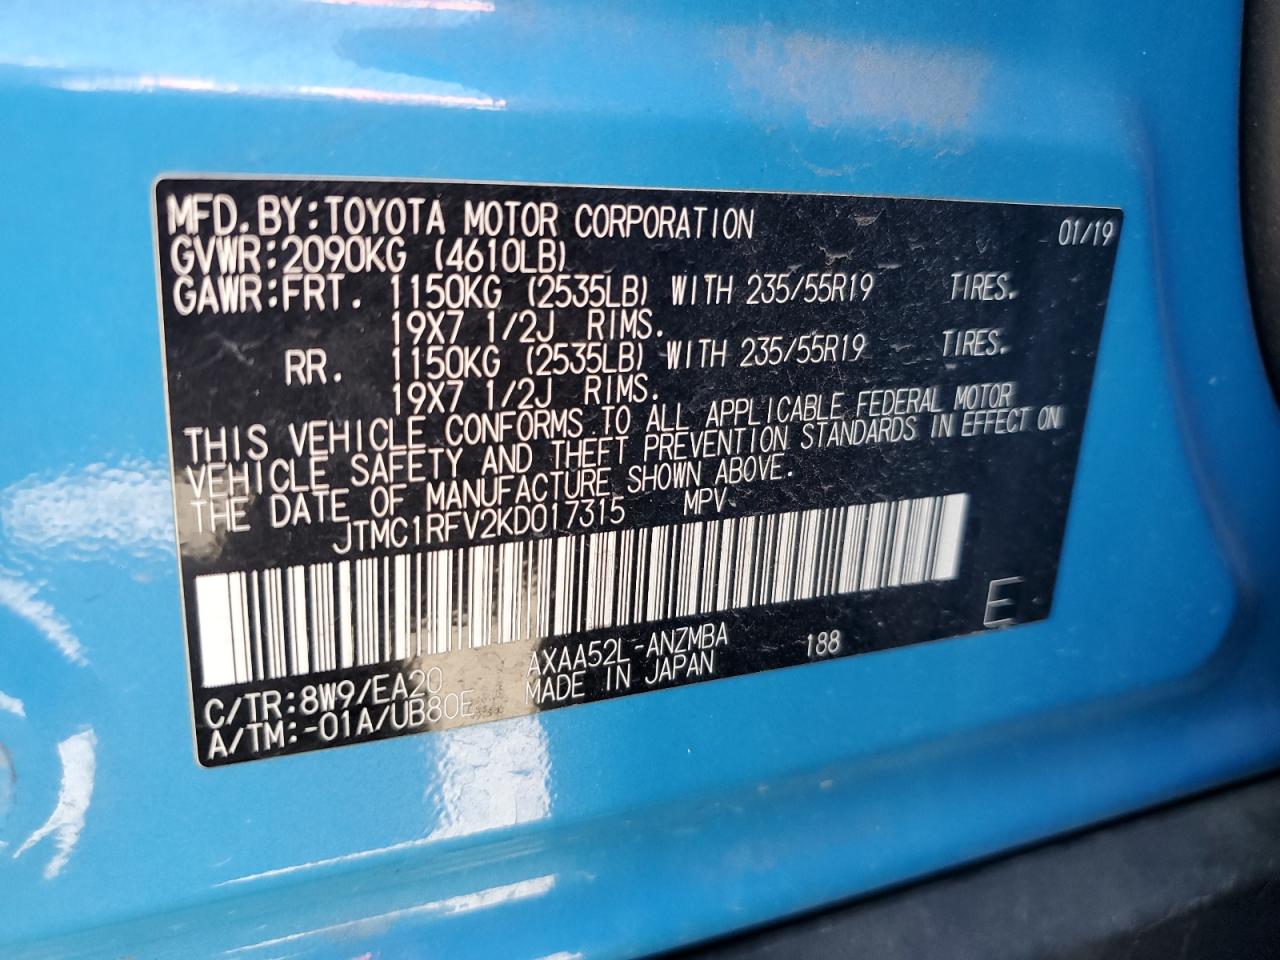 MFD.BY:TOYOTA MOTOR CORPORATION 01/19
GVWR:2090KG (4610LB)
GAWR:FRT. 1150KG (2535LB) WITH 235/55R19 TIRES.
19X7 1/2J RIMS.
RR. 1150KG (2535LB) WITH 235/55R19 TIRES.
19X7 1/2J RIMS.
THIS VEHICLE CONFORMS TO ALL APPLICABLE FEDERAL MOTOR
VEHICLE SAFETY AND THEFT PREVENTION STANDARDS IN EFFECT ON
THE DATE OF MANUFACTURE SHOWN ABOVE.
JTMC1RFV2KD017315 MPV
E
C/TR:8W9/EA20 AXAA52L-ANZMBA 188
A/TM:-01A/UB80E MADE IN JAPAN